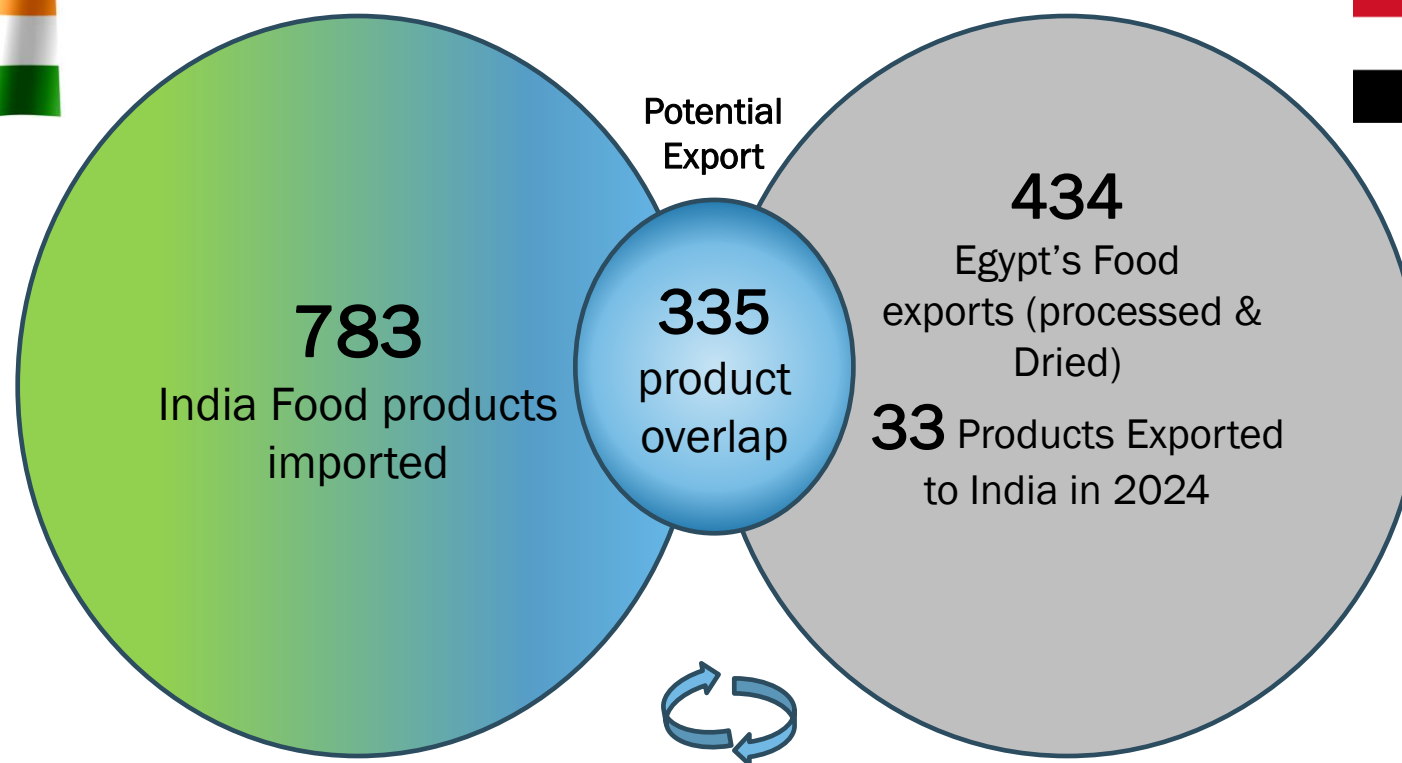 783
India Food products
imported
Potential
Export
335
product
overlap
434
Egypt’s Food
exports (processed &
Dried)
33 Products Exported
to India in 2024